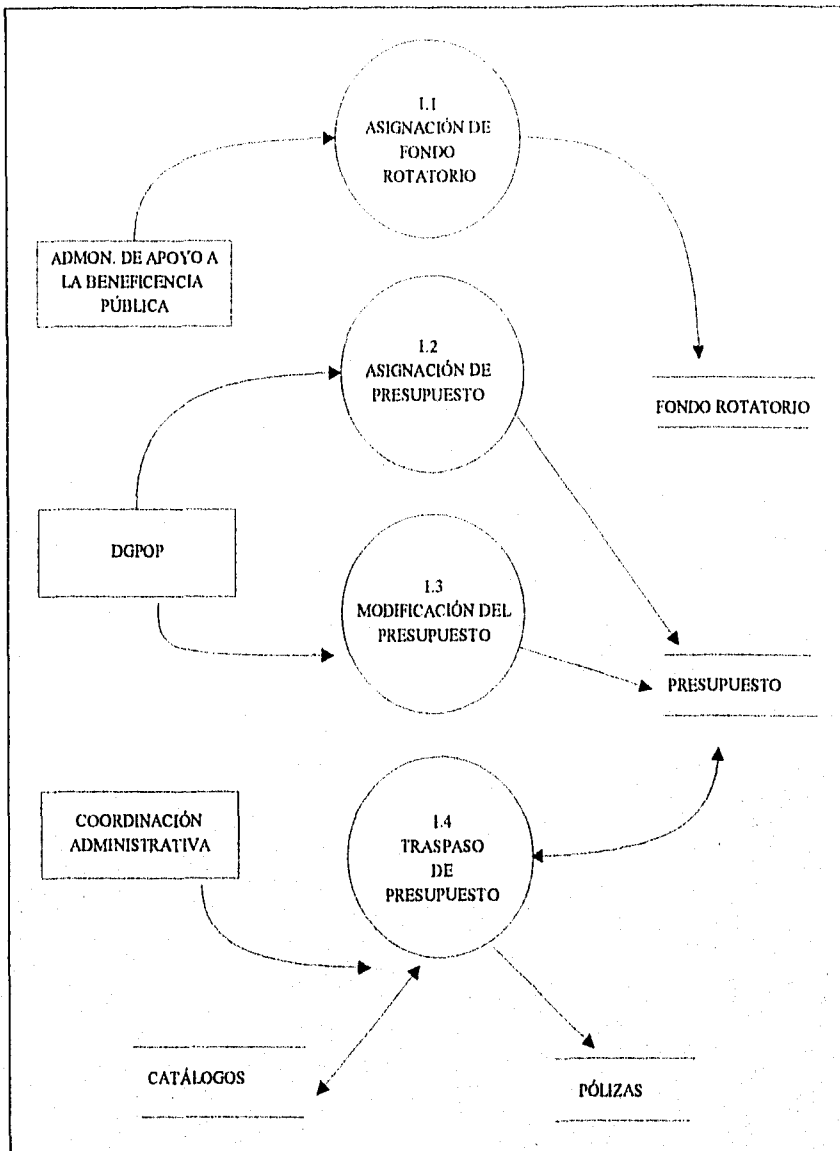 1.1
ASIGNACIÓN DE
FONDO
ROTATORIO
ADMON. DE APOYO A
LA BENEFICENCIA
PÚBLICA
1.2
ASIGNACIÓN DE
PRESUPUESTO
FONDO ROTATORIO
DGPOP
1.3
MODIFICACIÓN DEL
PRESUPUESTO
PRESUPUESTO
COORDINACIÓN
ADMINISTRATIVA
1.4
TRASPASO
DE
PRESUPUESTO
CATÁLOGOS
PÓLIZAS